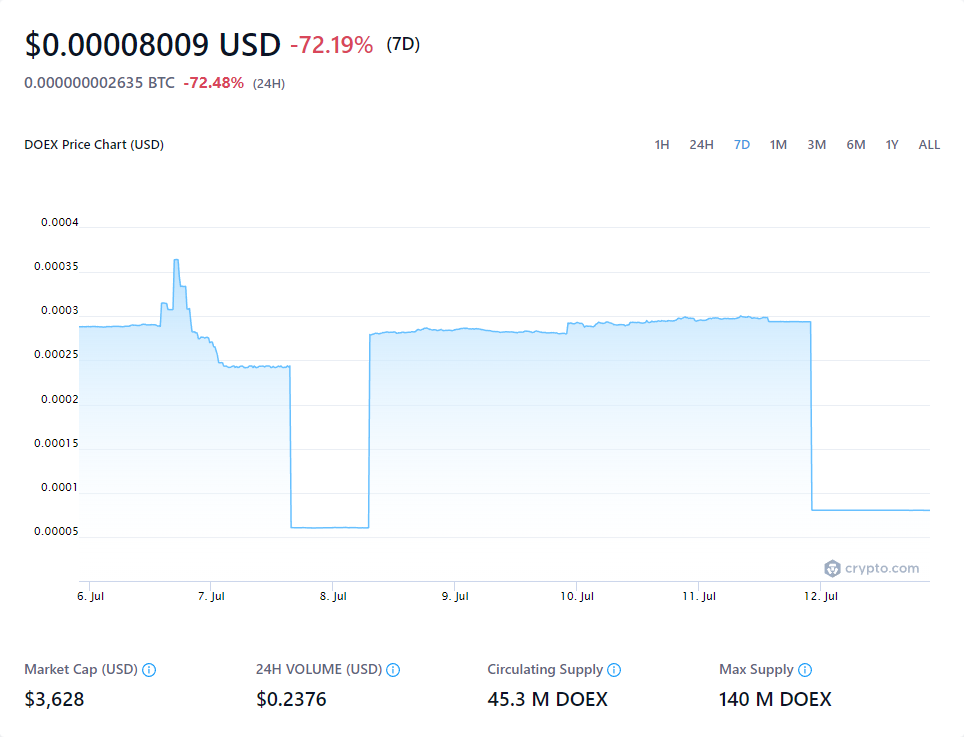 $0.00008009 USD -72.19% (7D)
0.000000002635 BTC -72.48% (24H)
DOEX Price Chart (USD) 1H 24H 7D 1M 3M 6M 1Y ALL
0.0004
0.00035
0.0003
0.00025
0.0002
0.00015
0.0001
0.00005
crypto.com
6. Jul 7. Jul 8. Jul 9. Jul 10. Jul 11. Jul 12. Jul
Market Cap (USD) 24H VOLUME (USD) Circulating Supply Max Supply
$3,628 $0.2376 45.3 M DOEX 140 M DOEX